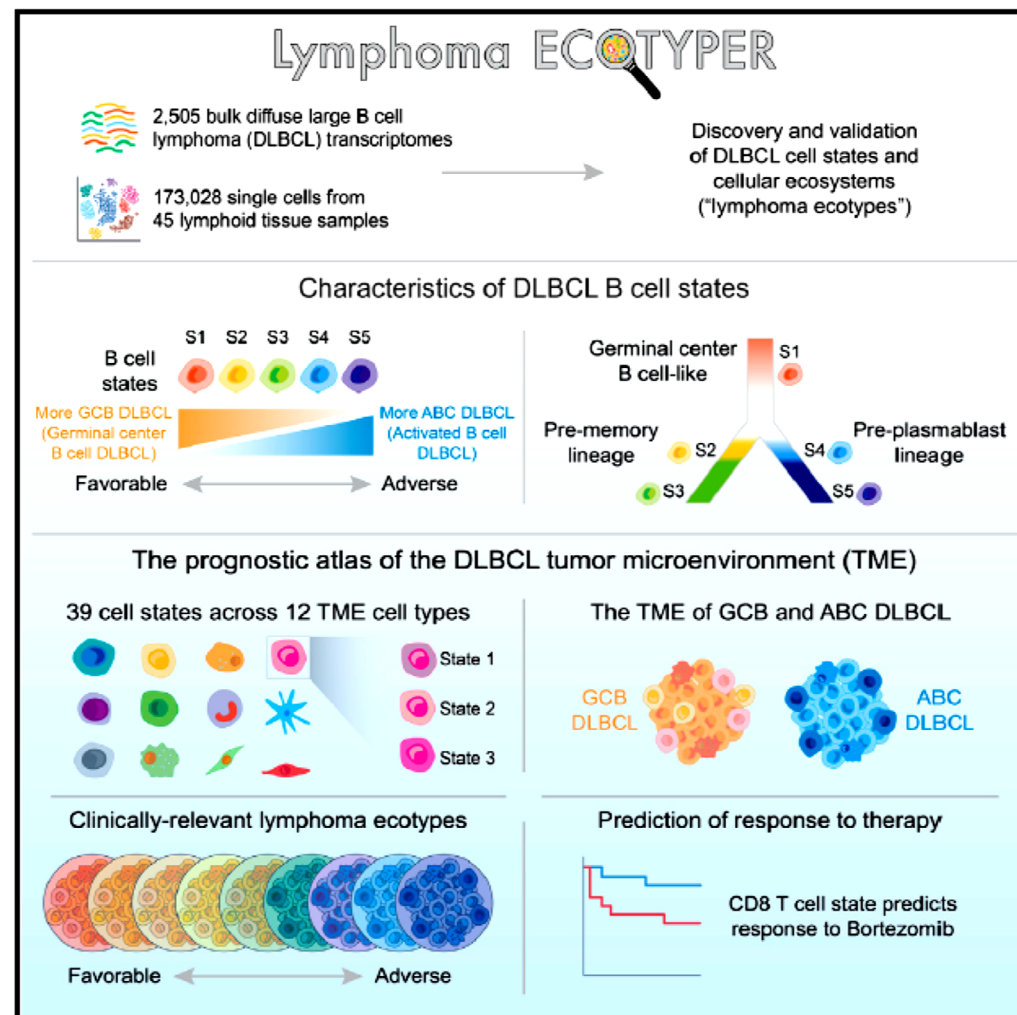 Lymphoma ECOTYPER
2,505 bulk diffuse large B cell
lymphoma (DLBCL) transcriptomes
173,028 single cells from
45 lymphoid tissue samples
Discovery and validation
of DLBCL cell states and
cellular ecosystems
(“lymphoma ecotypes”)
Characteristics of DLBCL B cell states
B cell
states
S1 S2 S3 S4 S5
More GCB DLBCL
(Germinal center
B cell DLBCL)
More ABC DLBCL
(Activated B cell
DLBCL)
Favorable
Adverse
Germinal center
B cell-like
S1
Pre-memory
lineage
S2
S3
S4
S5
Pre-plasmablast
lineage
The prognostic atlas of the DLBCL tumor microenvironment (TME)
39 cell states across 12 TME cell types
State 1
State 2
State 3
The TME of GCB and ABC DLBCL
GCB
DLBCL
ABC
DLBCL
Clinically-relevant lymphoma ecotypes
Favorable
Adverse
Prediction of response to therapy
CD8 T cell state predicts
response to Bortezomib